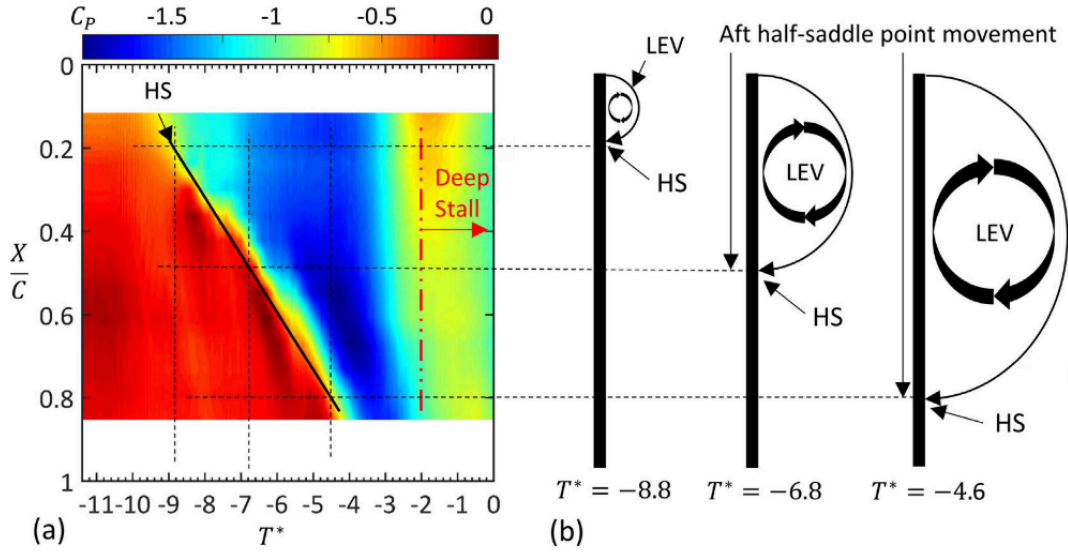 C_P -1.5 -1 -0.5 0
HS
Deep
Stall
X/C
0
0.2
0.4
0.6
0.8
1
-11 -10 -9 -8 -7 -6 -5 -4 -3 -2 -1 0
T*
(a)
Aft half-saddle point movement
LEV
HS
LEV
HS
LEV
HS
T* = −8.8
T* = −6.8
T* = −4.6
(b)